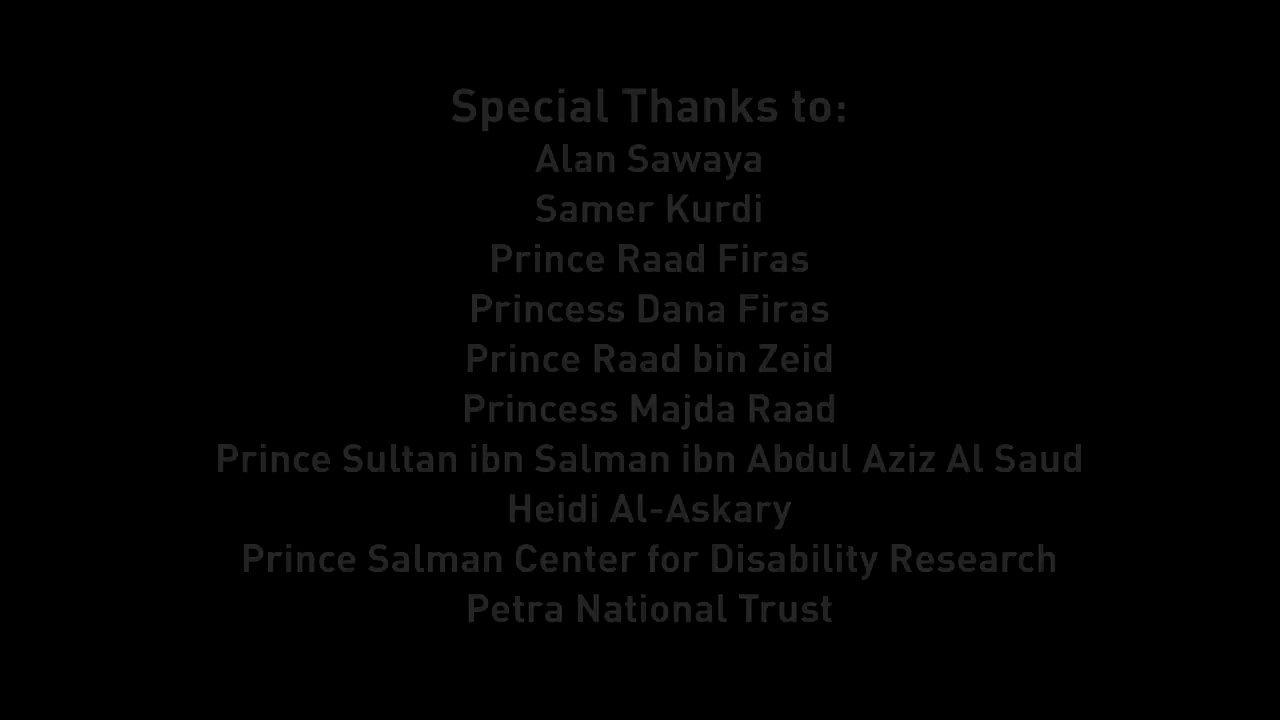 Special Thanks to:
Alan Sawaya
Samer Kurdi
Prince Raad Firas
Princess Dana Firas
Prince Raad bin Zeid
Princess Majda Raad
Prince Sultan ibn Salman ibn Abdul Aziz Al Saud
Heidi Al-Askary
Prince Salman Center for Disability Research
Petra National Trust